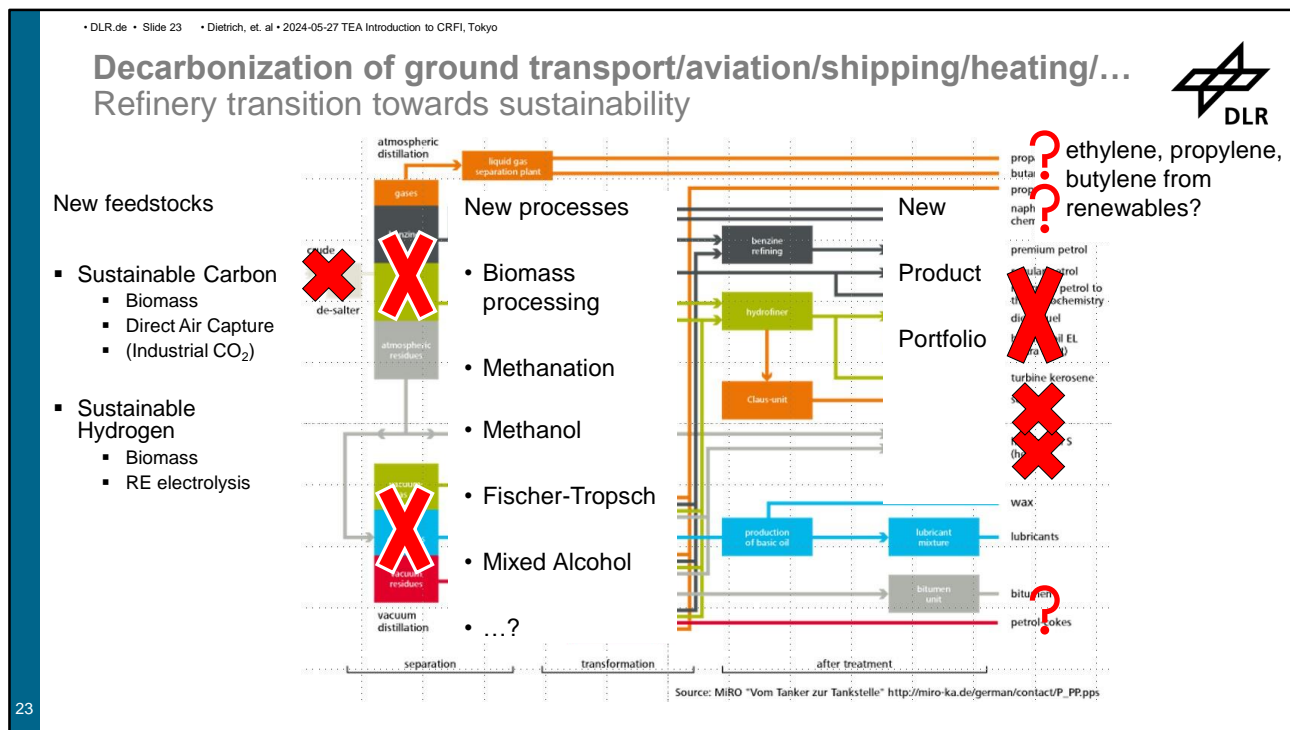 • DLR.de • Slide 23 • Dietrich, et. al • 2024-05-27 TEA Introduction to CRFI, Tokyo
Decarbonization of ground transport/aviation/shipping/heating/…
Refinery transition towards sustainability
DLR
New feedstocks
▪ Sustainable Carbon
▪ Biomass
▪ Direct Air Capture
▪ (Industrial CO₂)
▪ Sustainable
Hydrogen
▪ Biomass
▪ RE electrolysis
atmospheric
distillation
gases
de-salter
atmospheric
residues
vacuum
residues
vacuum
distillation
liquid gas
separation plant
New processes
• Biomass
processing
• Methanation
• Methanol
• Fischer-Tropsch
• Mixed Alcohol
• …?
benzine
refining
hydrofiner
Claus-unit
production
of basic oil
lubricant
mixture
bitumen
unit
New
Product
Portfolio
? ethylene, propylene,
butylene from
? renewables?
premium petrol
turbine kerosene
wax
lubricants
bitumen
?
petrol cokes
separation
transformation
after treatment
Source: MiRO "Vom Tanker zur Tankstelle" http://miro-ka.de/german/contact/P_PP.pps
23